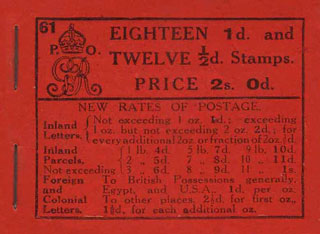 61
P. O.
EIGHTEEN 1d. and
TWELVE ½d. Stamps.
PRICE 2s. 0d.
NEW RATES OF POSTAGE.
Inland Letters. Not exceeding 1 oz. 1d.; exceeding
1 oz. but not exceeding 2 oz. 2d.; for
every additional 2 oz. or fraction of 2 oz. ½d.
Inland 1 lb. 4d. 5 lb. 7d. 9 lb. 10d.
Parcels. 2 „ 5d. 7 „ 8d. 10 „ 11d.
Not exceeding 3 „ 6d. 8 „ 9d. 11 „ 1s.
Foreign To British Possessions generally,
and Egypt, and U.S.A., 1d. per oz.
Colonial To other places, 2½d. for first oz.,
Letters. 1½d. for each additional oz.